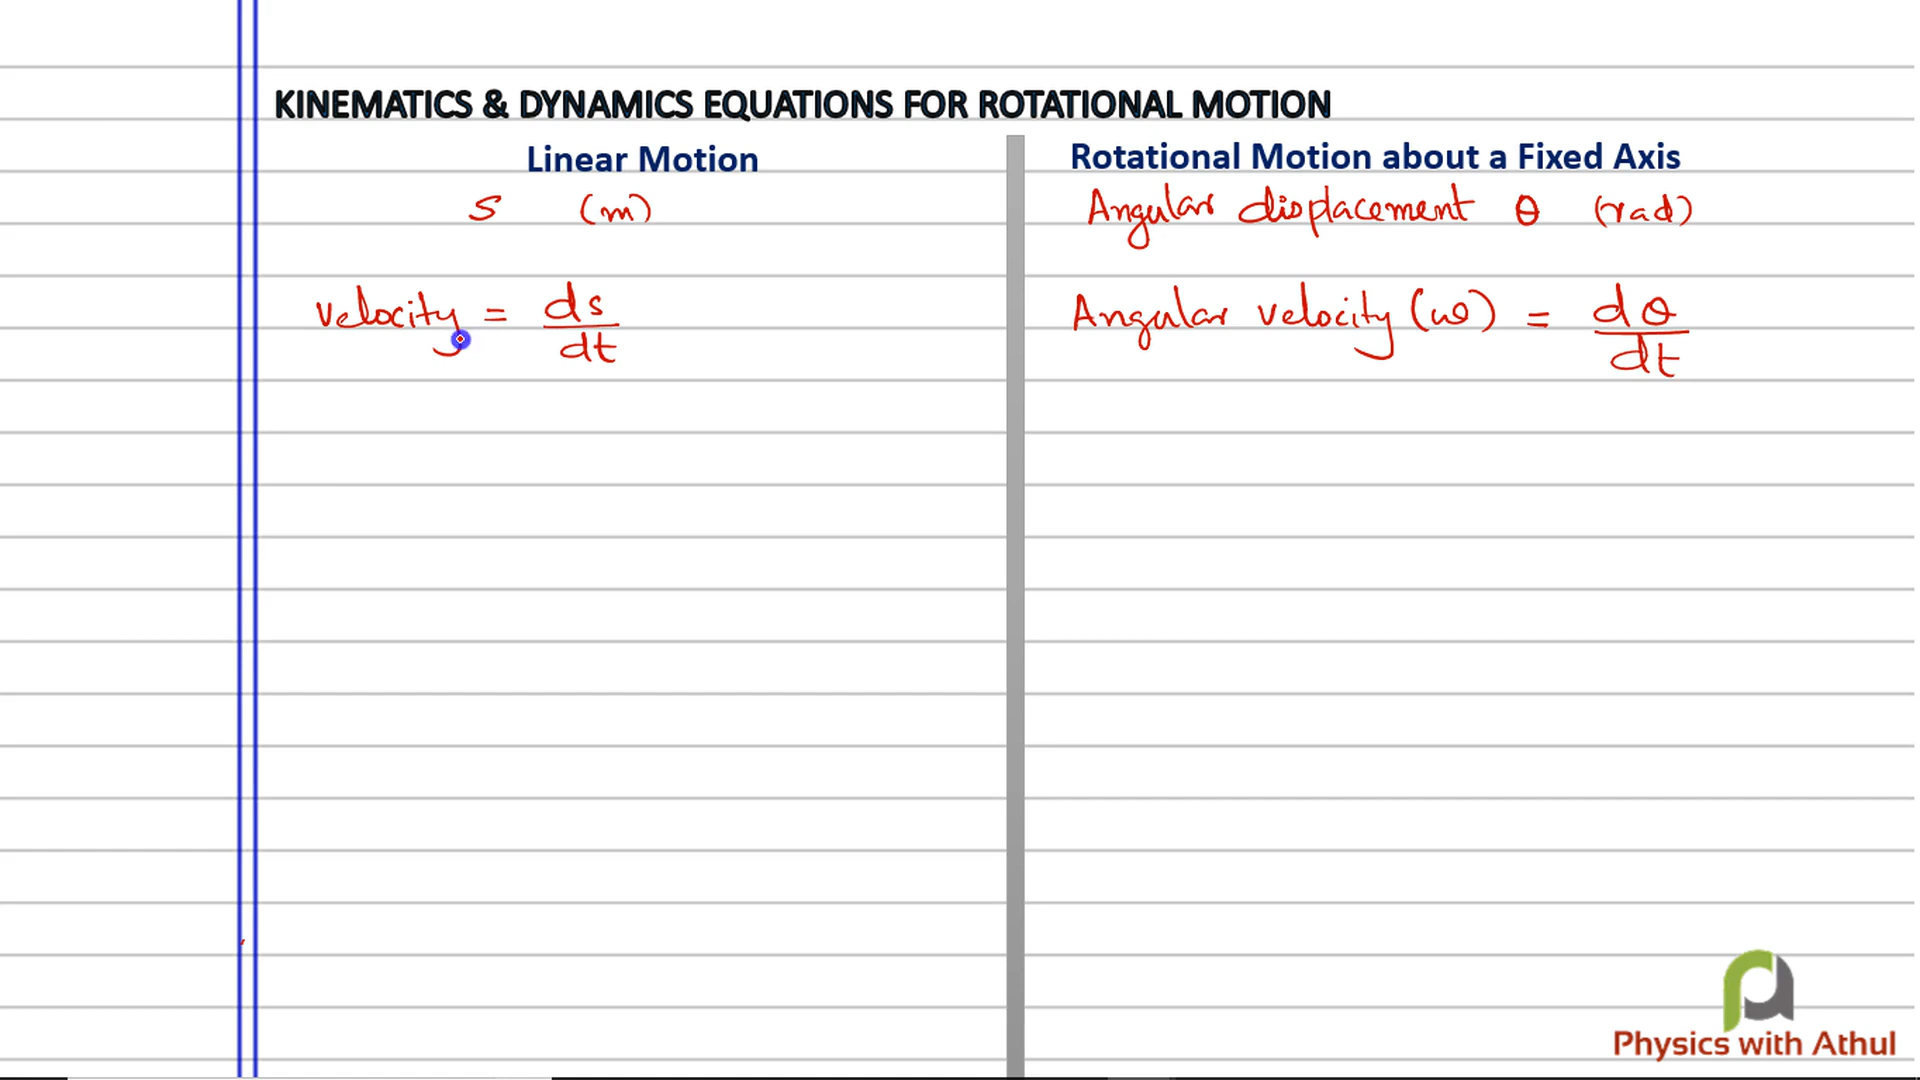 KINEMATICS & DYNAMICS EQUATIONS FOR ROTATIONAL MOTION
Linear Motion
s (m)
velocity = ds/dt
Rotational Motion about a Fixed Axis
Angular displacement θ (rad)
Angular velocity (ω) = dθ/dt
Physics with Athul